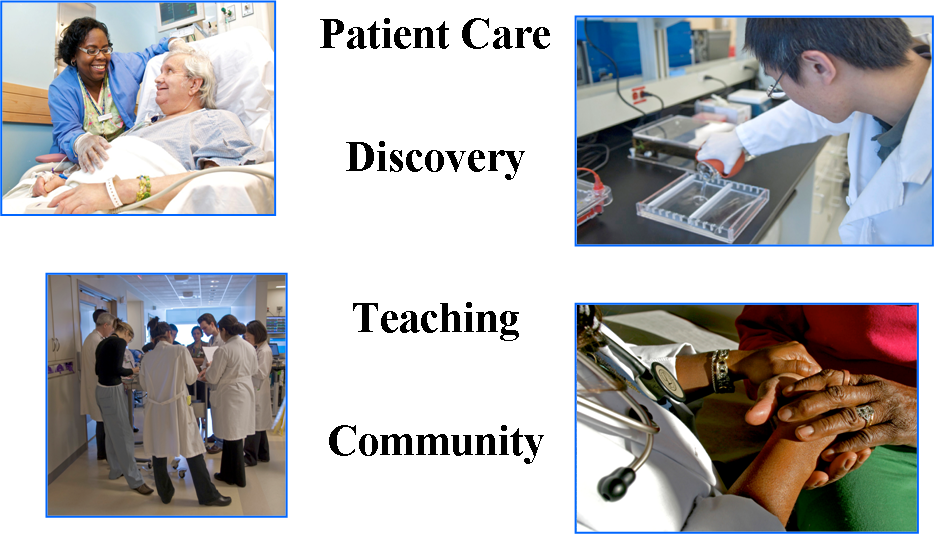 Patient Care
Discovery
Teaching
Community